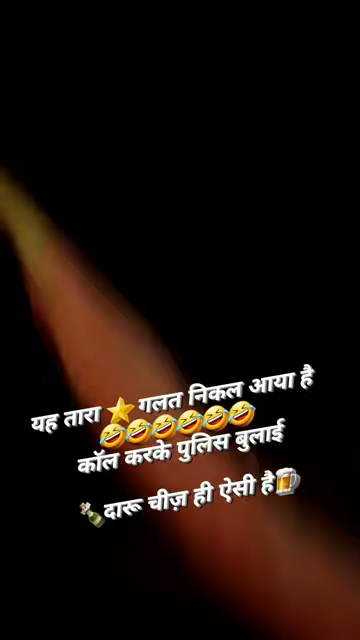 यह तारा ⭐ गलत निकल आया है
🤣🤣🤣🤣🤣🤣
कॉल करके पुलिस बुलाई
🍾दारू चीज़ ही ऐसी है🍺